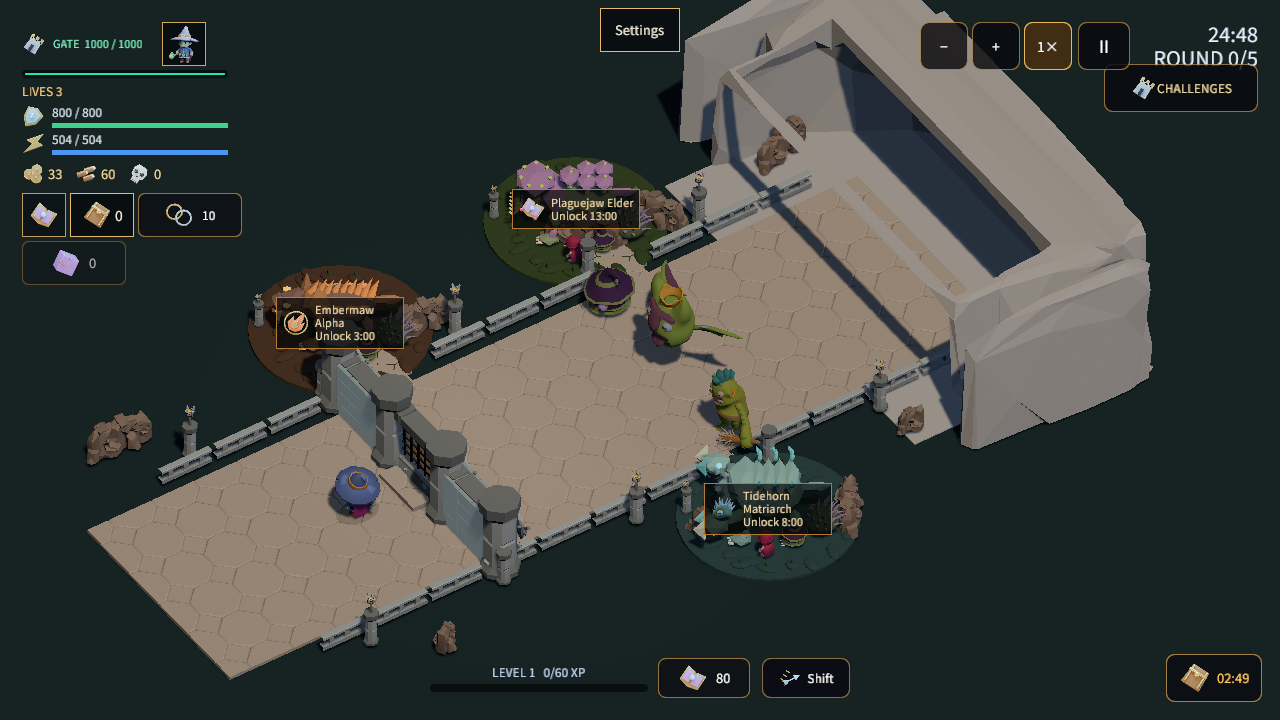 GATE 1000 / 1000
LIVES 3
800 / 800
504 / 504
33 60 0
0 10
0
Settings
−
+
1×
24:48
ROUND 0/5
CHALLENGES
Plaguejaw Elder
Unlock 13:00
Embermaw
Alpha
Unlock 3:00
Tidehorn
Matriarch
Unlock 8:00
LEVEL 1 0/60 XP
80
Shift
02:49